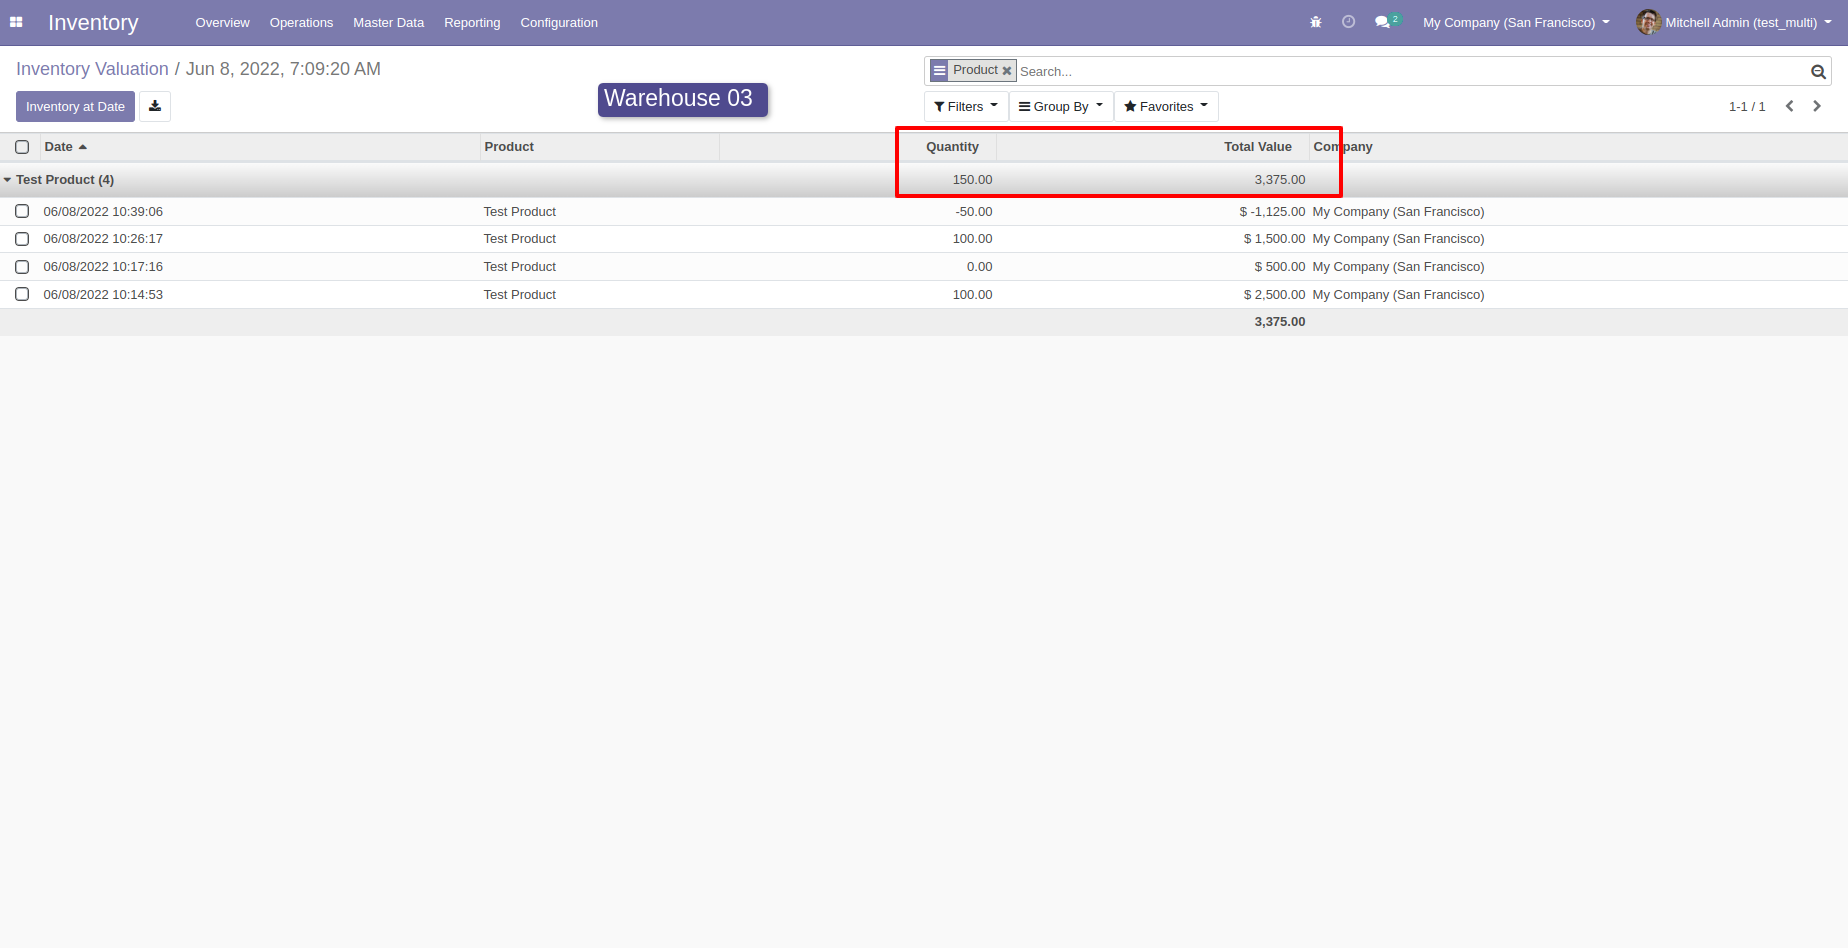 Inventory Overview Operations Master Data Reporting Configuration 2 My Company (San Francisco) Mitchell Admin (test_multi)
Inventory Valuation / Jun 8, 2022, 7:09:20 AM
Product Search...
Inventory at Date
Warehouse 03
Filters Group By Favorites 1-1 / 1
Date Product Quantity Total Value Company
Test Product (4) 150.00 3,375.00
06/08/2022 10:39:06 Test Product -50.00 $ -1,125.00 My Company (San Francisco)
06/08/2022 10:26:17 Test Product 100.00 $ 1,500.00 My Company (San Francisco)
06/08/2022 10:17:16 Test Product 0.00 $ 500.00 My Company (San Francisco)
06/08/2022 10:14:53 Test Product 100.00 $ 2,500.00 My Company (San Francisco)
3,375.00